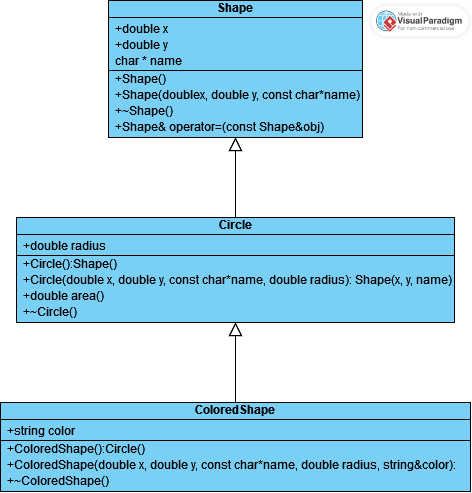 Shape
Made with
VisualParadigm
For non-commercial use
+double x
+double y
char * name
+Shape()
+Shape(doublex, double y, const char*name)
+~Shape()
+Shape& operator=(const Shape&obj)
Circle
+double radius
+Circle():Shape()
+Circle(double x, double y, const char*name, double radius): Shape(x, y, name)
+double area()
+~Circle()
ColoredShape
+string color
+ColoredShape():Circle()
+ColoredShape(double x, double y, const char*name, double radius, string&color):
+~ColoredShape()